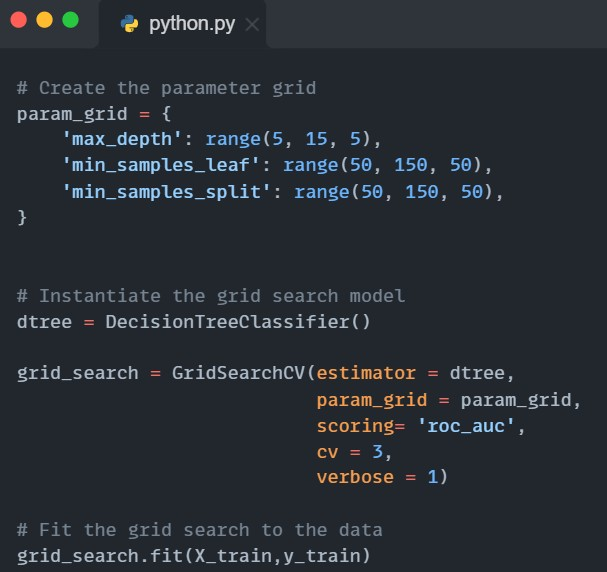 python.py
# Create the parameter grid
param_grid = {
    'max_depth': range(5, 15, 5),
    'min_samples_leaf': range(50, 150, 50),
    'min_samples_split': range(50, 150, 50),
}
# Instantiate the grid search model
dtree = DecisionTreeClassifier()
grid_search = GridSearchCV(estimator = dtree,
                           param_grid = param_grid,
                           scoring= 'roc_auc',
                           cv = 3,
                           verbose = 1)
# Fit the grid search to the data
grid_search.fit(X_train,y_train)